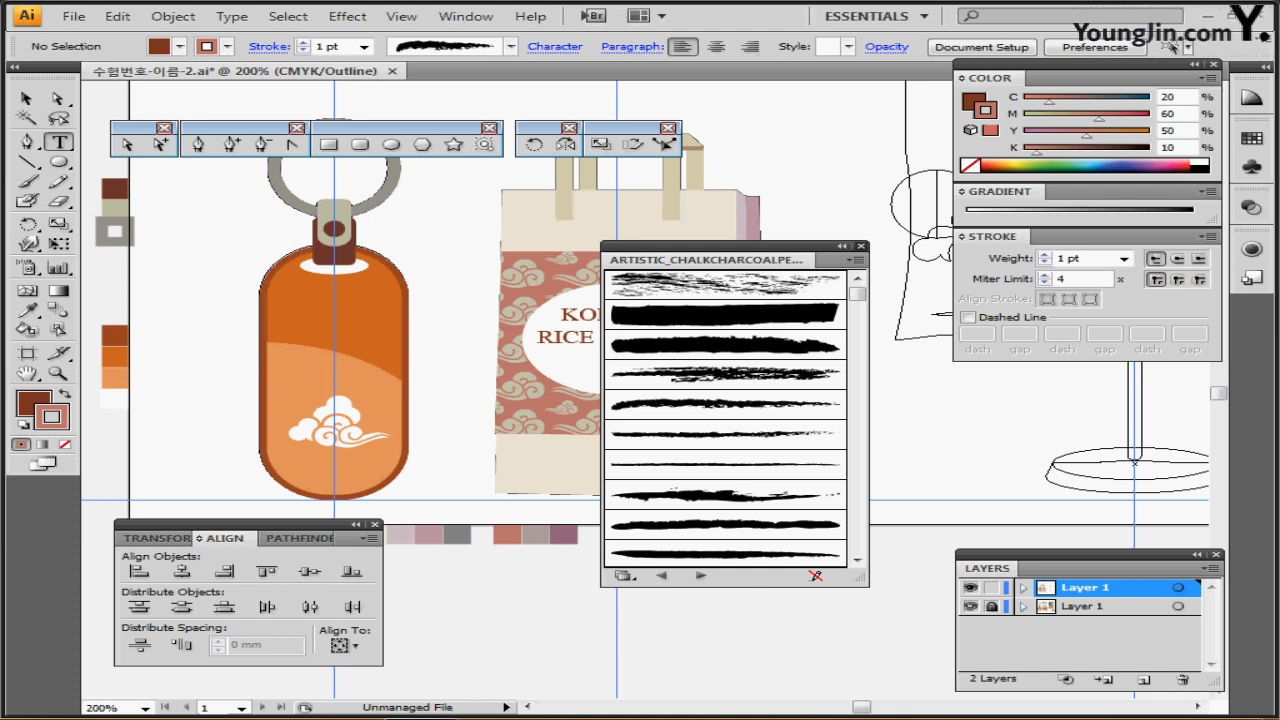 Ai File Edit Object Type Select Effect View Window Help Br ESSENTIALS
YoungJin.com Y.
No Selection Stroke: 1 pt Character Paragraph: Style: Opacity Document Setup Preferences
수험번호-이름-2.ai* @ 200% (CMYK/Outline)
COLOR
C 20 %
M 60 %
Y 50 %
K 10 %
GRADIENT
STROKE
Weight: 1 pt
Miter Limit: 4 x
Align Stroke:
Dashed Line
dash gap dash gap dash gap
ARTISTIC_CHALKCHARCOALPE...
RICE
TRANSFOR ALIGN PATHFINDE
Align Objects:
Distribute Objects:
Distribute Spacing:
Align To:
0 mm
LAYERS
Layer 1
Layer 1
2 Layers
200% 1 Unmanaged File